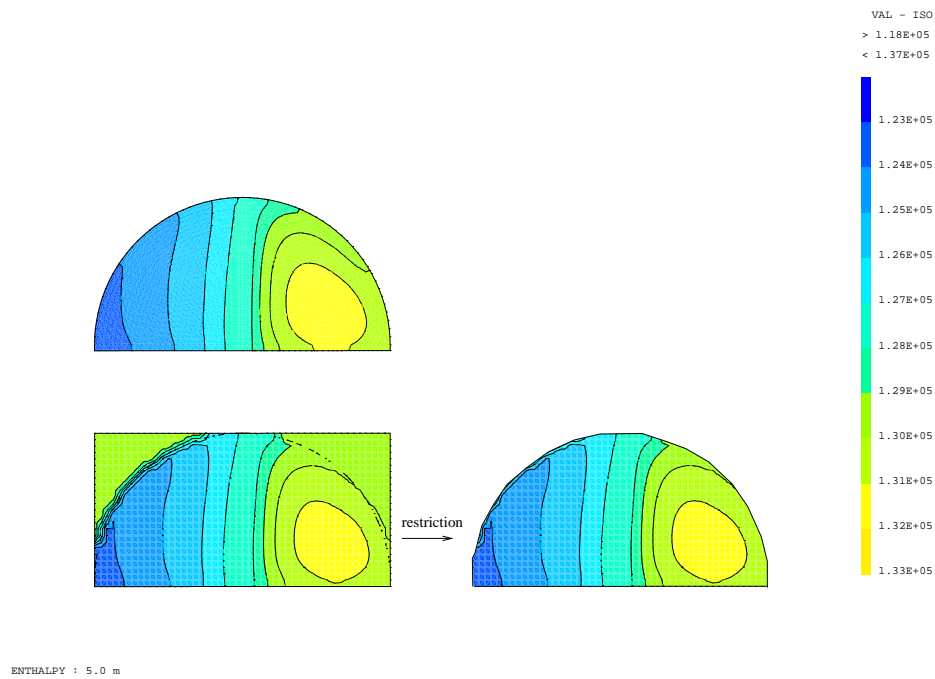 VAL - ISO
> 1.18E+05
< 1.37E+05
1.23E+05
1.24E+05
1.25E+05
1.26E+05
1.27E+05
1.28E+05
1.29E+05
1.30E+05
1.31E+05
1.32E+05
1.33E+05
restriction
ENTHALPY : 5.0 m